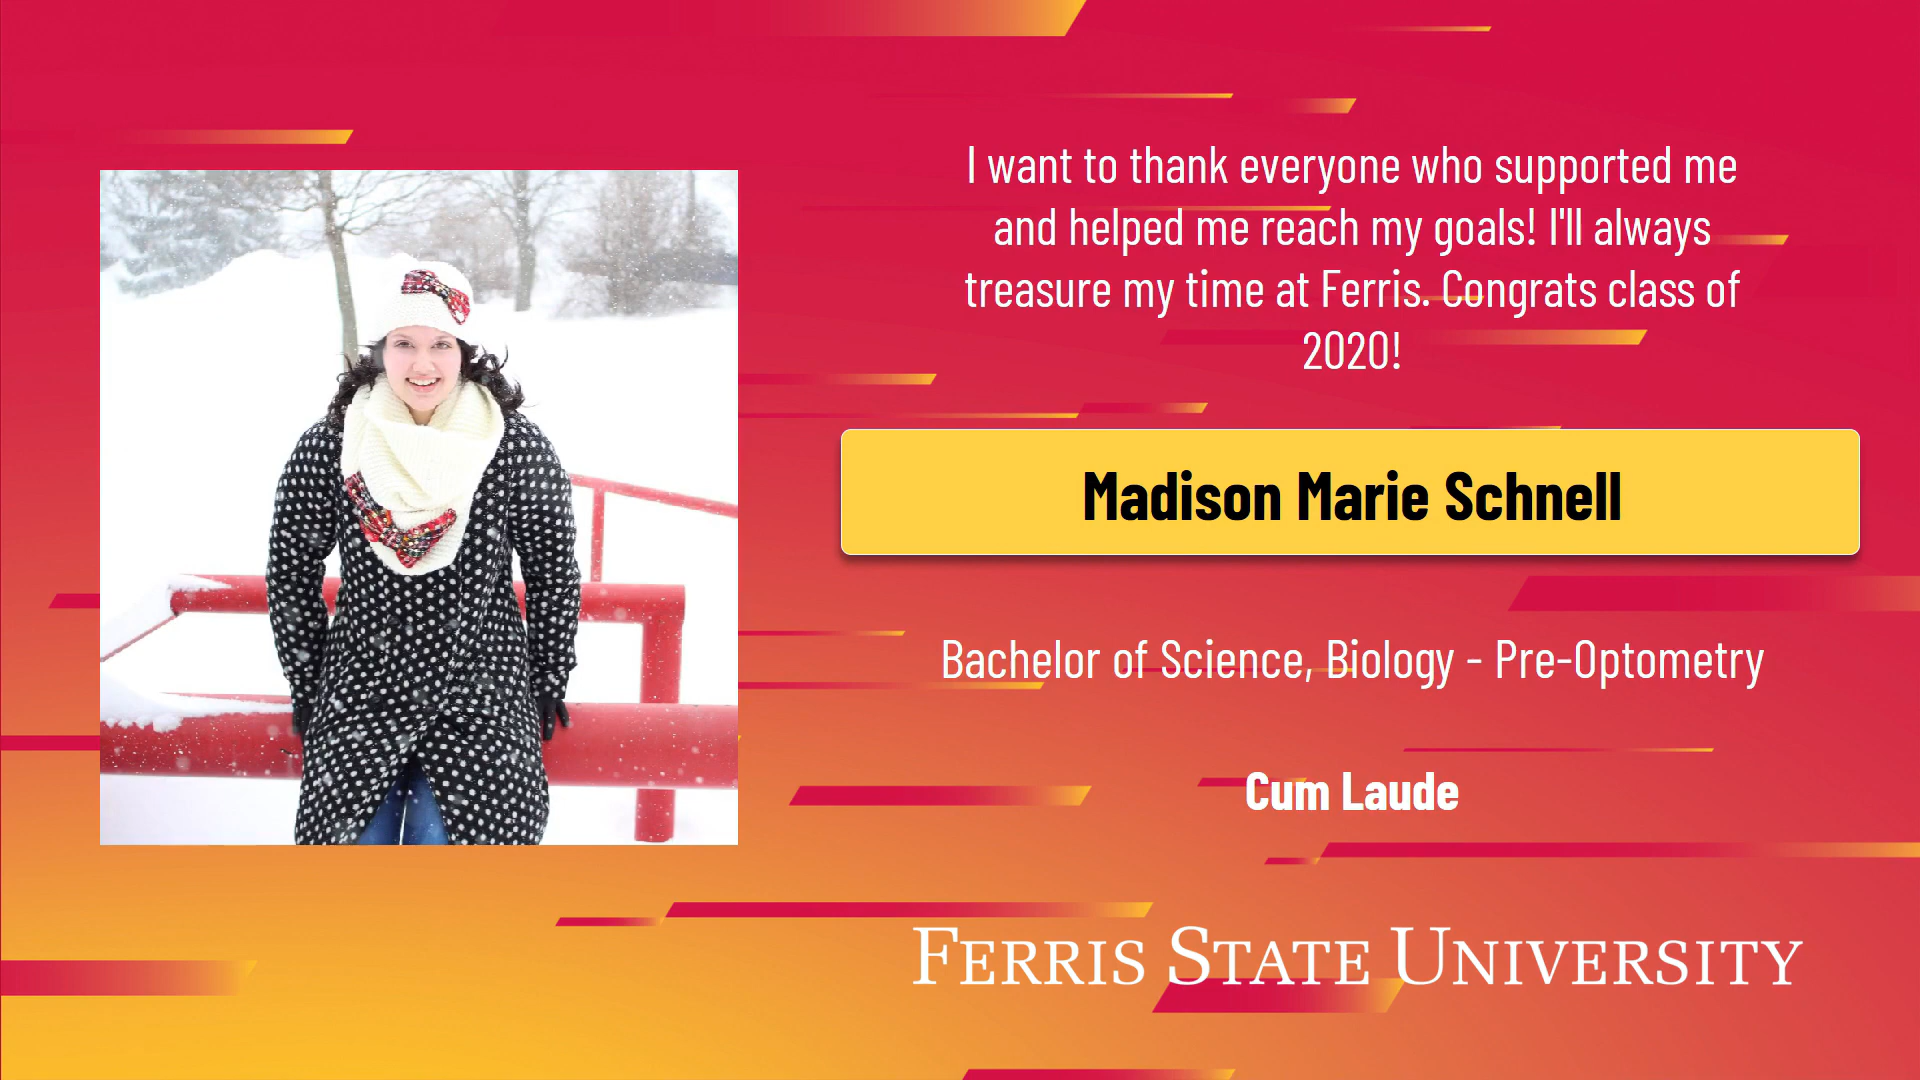 I want to thank everyone who supported me
and helped me reach my goals! I'll always
treasure my time at Ferris. Congrats class of
2020!
Madison Marie Schnell
Bachelor of Science, Biology - Pre-Optometry
Cum Laude
FERRIS STATE UNIVERSITY